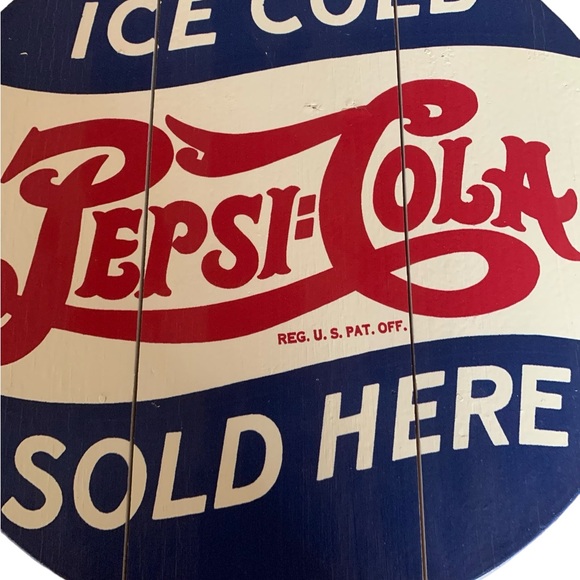 ICE COLD
PEPSI=COLA
REG. U. S. PAT. OFF.
SOLD HERE